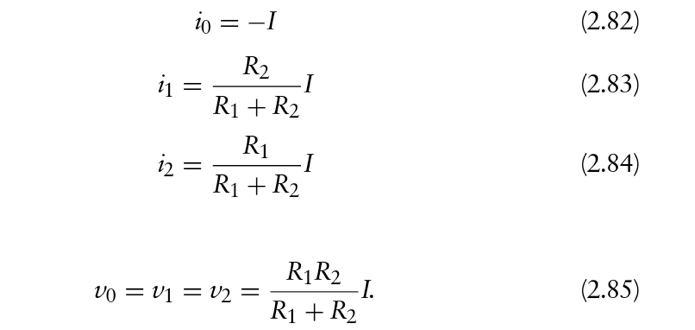 i₀ = −I (2.82)
i₁ = R₂ / (R₁ + R₂) I (2.83)
i₂ = R₁ / (R₁ + R₂) I (2.84)
v₀ = v₁ = v₂ = R₁R₂ / (R₁ + R₂) I. (2.85)